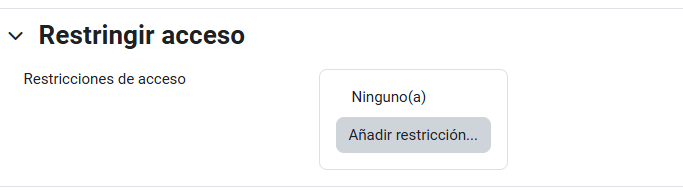 Restringir acceso
Restricciones de acceso
Ninguno(a)
Añadir restricción...